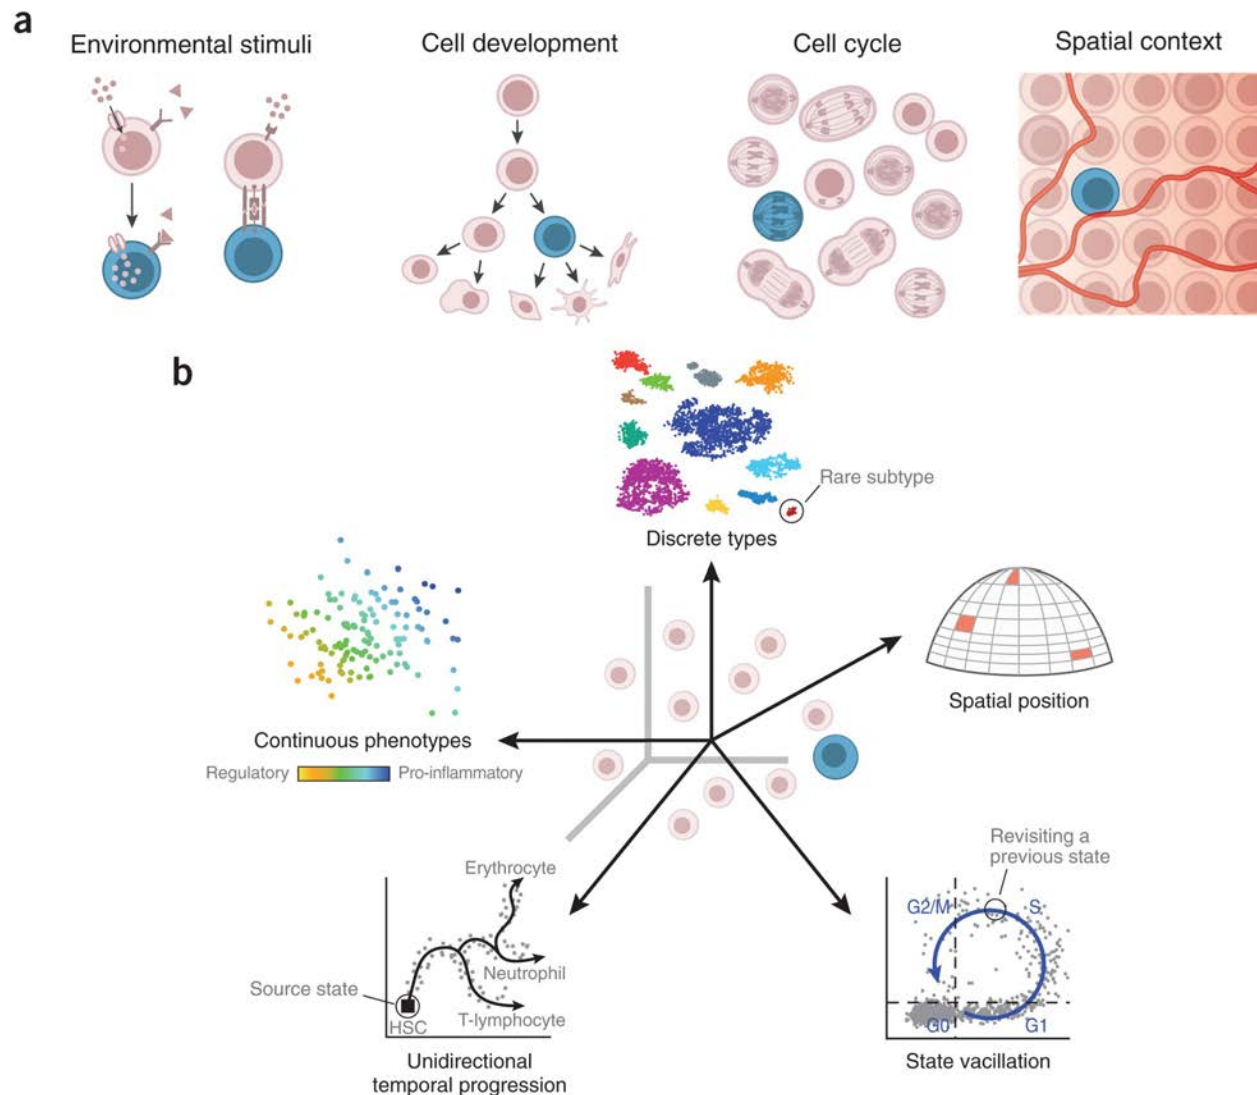 a
Environmental stimuli
Cell development
Cell cycle
Spatial context
b
Rare subtype
Discrete types
Spatial position
Continuous phenotypes
Regulatory
Pro-inflammatory
Erythrocyte
Neutrophil
Source state
HSC
T-lymphocyte
Unidirectional
temporal progression
Revisiting a
previous state
G2/M
S
G0
G1
State vacillation